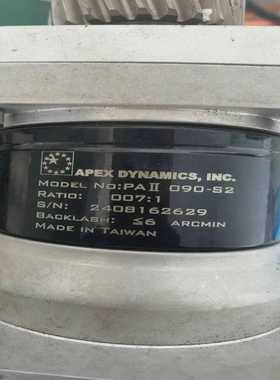 APEX DYNAMICS, INC.
MODEL NO:PAII 090-S2
RATIO: 007:1
S/N: 2408162629
BACKLASH: ≤6 ARCMIN
MADE IN TAIWAN